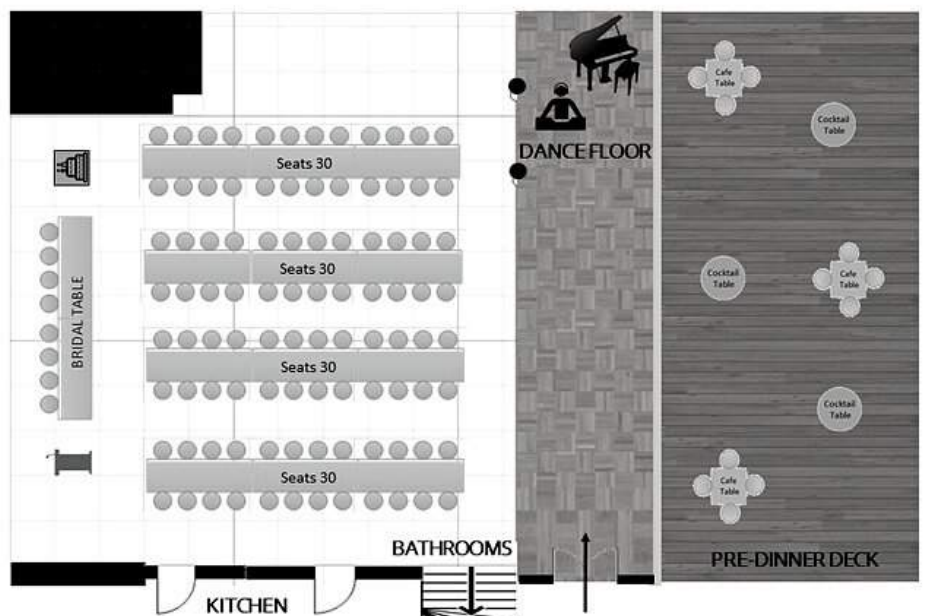 Cafe
Table
Cocktail
Table
DANCE FLOOR
Seats 30
Seats 30
Seats 30
Seats 30
BRIDAL TABLE
Cocktail
Table
Cafe
Table
Cocktail
Table
Cafe
Table
BATHROOMS
PRE-DINNER DECK
KITCHEN